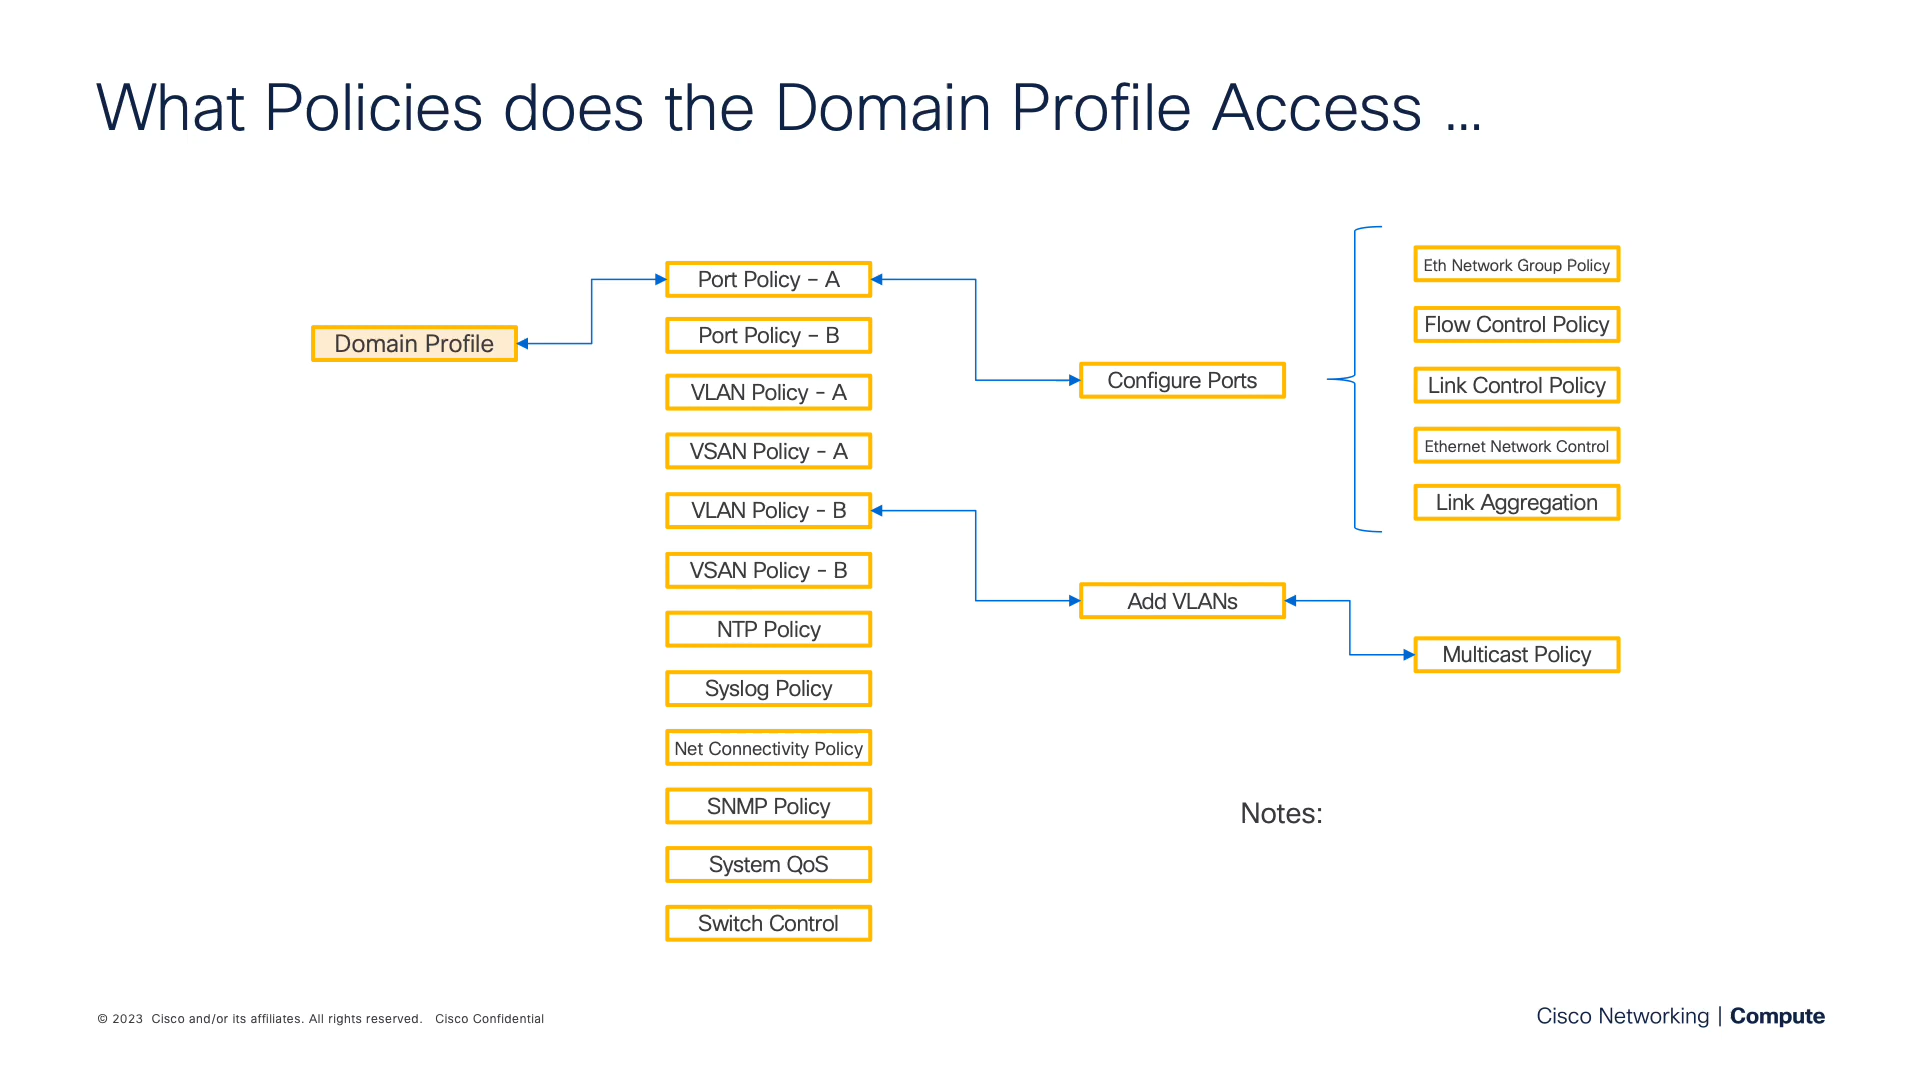 What Policies does the Domain Profile Access ...
Domain Profile
Port Policy – A
Port Policy – B
VLAN Policy - A
VSAN Policy - A
VLAN Policy - B
VSAN Policy - B
NTP Policy
Syslog Policy
Net Connectivity Policy
SNMP Policy
System QoS
Switch Control
Configure Ports
Add VLANs
Eth Network Group Policy
Flow Control Policy
Link Control Policy
Ethernet Network Control
Link Aggregation
Multicast Policy
Notes:
© 2023 Cisco and/or its affiliates. All rights reserved. Cisco Confidential
Cisco Networking | Compute